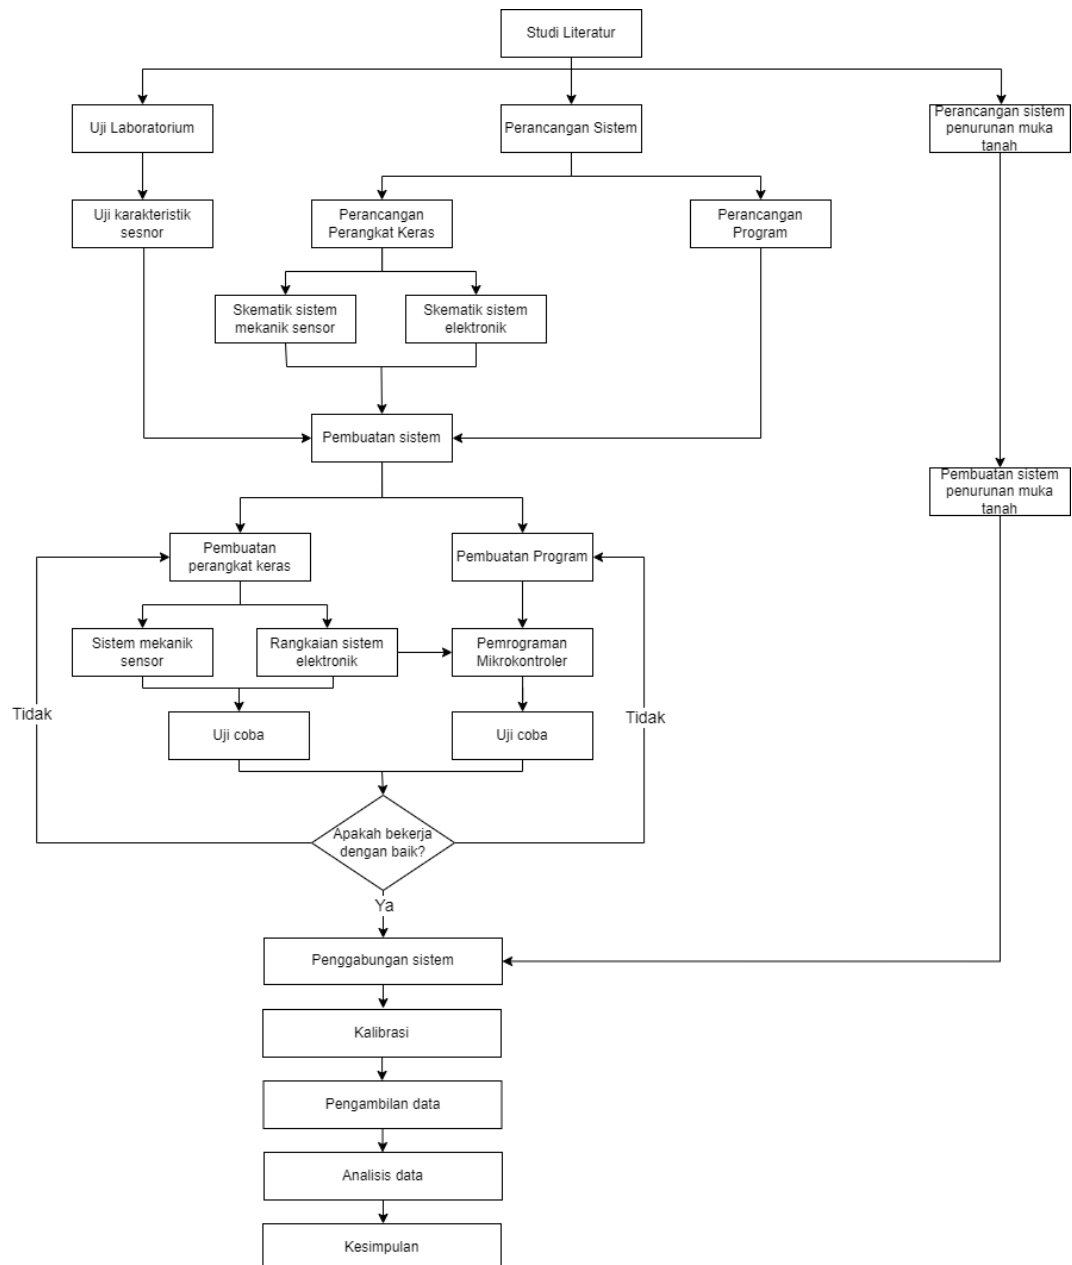 Studi Literatur
Uji Laboratorium
Perancangan Sistem
Perancangan sistem
penurunan muka
tanah
Uji karakteristik
sesnor
Perancangan
Perangkat Keras
Perancangan
Program
Skematik sistem
mekanik sensor
Skematik sistem
elektronik
Pembuatan sistem
Pembuatan sistem
penurunan muka
tanah
Pembuatan
perangkat keras
Pembuatan Program
Sistem mekanik
sensor
Rangkaian sistem
elektronik
Pemrograman
Mikrokontroler
Tidak
Tidak
Uji coba
Uji coba
Apakah bekerja
dengan baik?
Ya
Penggabungan sistem
Kalibrasi
Pengambilan data
Analisis data
Kesimpulan